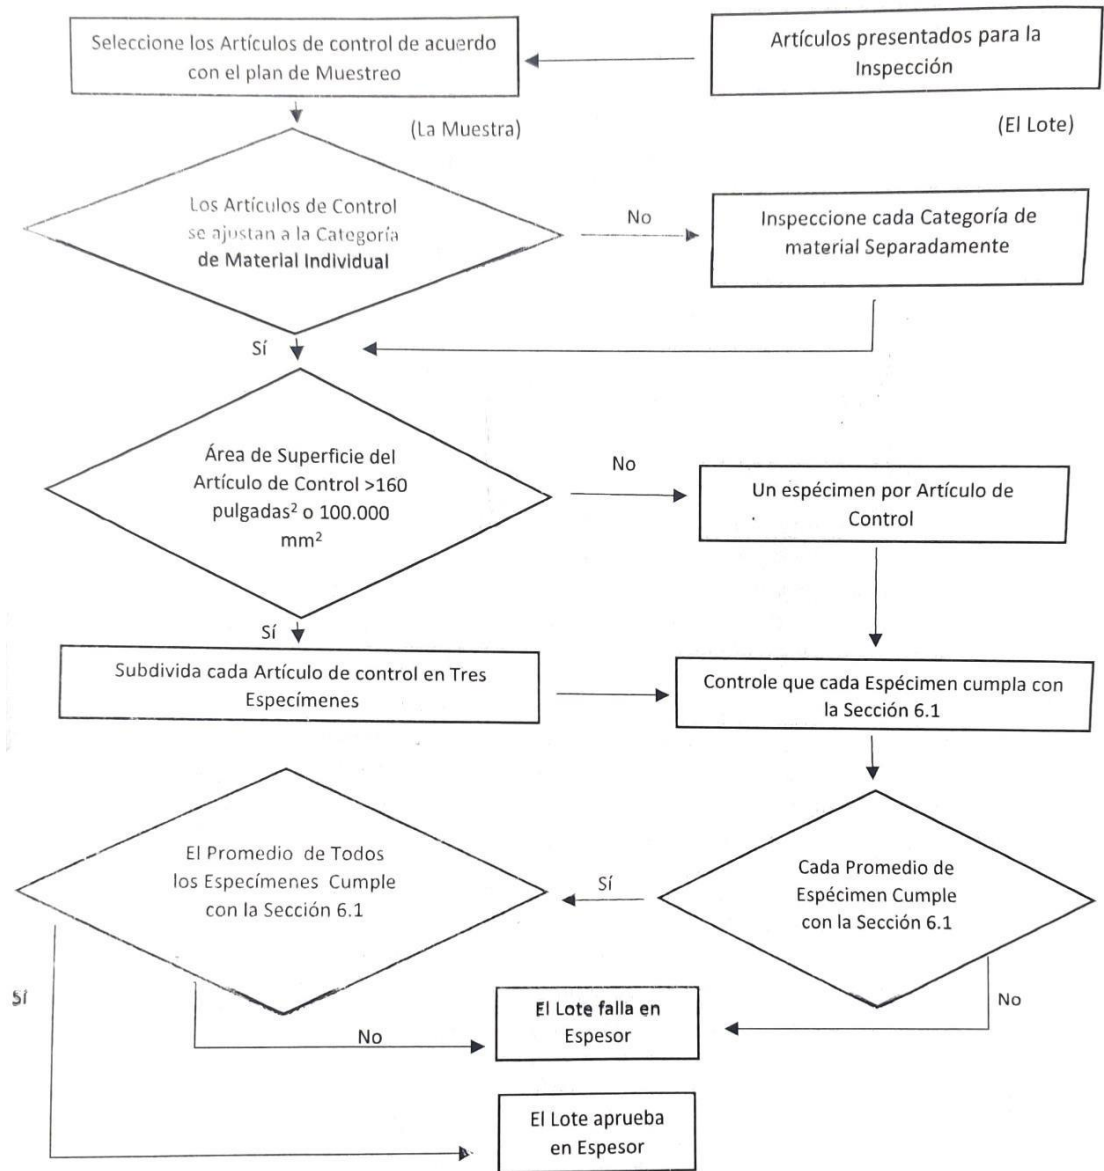 Seleccione los Artículos de control de acuerdo
con el plan de Muestreo
Artículos presentados para la
Inspección
(La Muestra)
(El Lote)
Los Artículos de Control
se ajustan a la Categoría
de Material Individual
No
Inspeccione cada Categoría de
material Separadamente
Sí
Área de Superficie del
Artículo de Control >160
pulgadas² o 100.000
mm²
No
Un espécimen por Artículo de
Control
Sí
Subdivida cada Artículo de control en Tres
Especímenes
Controle que cada Espécimen cumpla con
la Sección 6.1
El Promedio de Todos
los Especímenes Cumple
con la Sección 6.1
Sí
Cada Promedio de
Espécimen Cumple
con la Sección 6.1
Sí
No
El Lote falla en
Espesor
No
El Lote aprueba
en Espesor